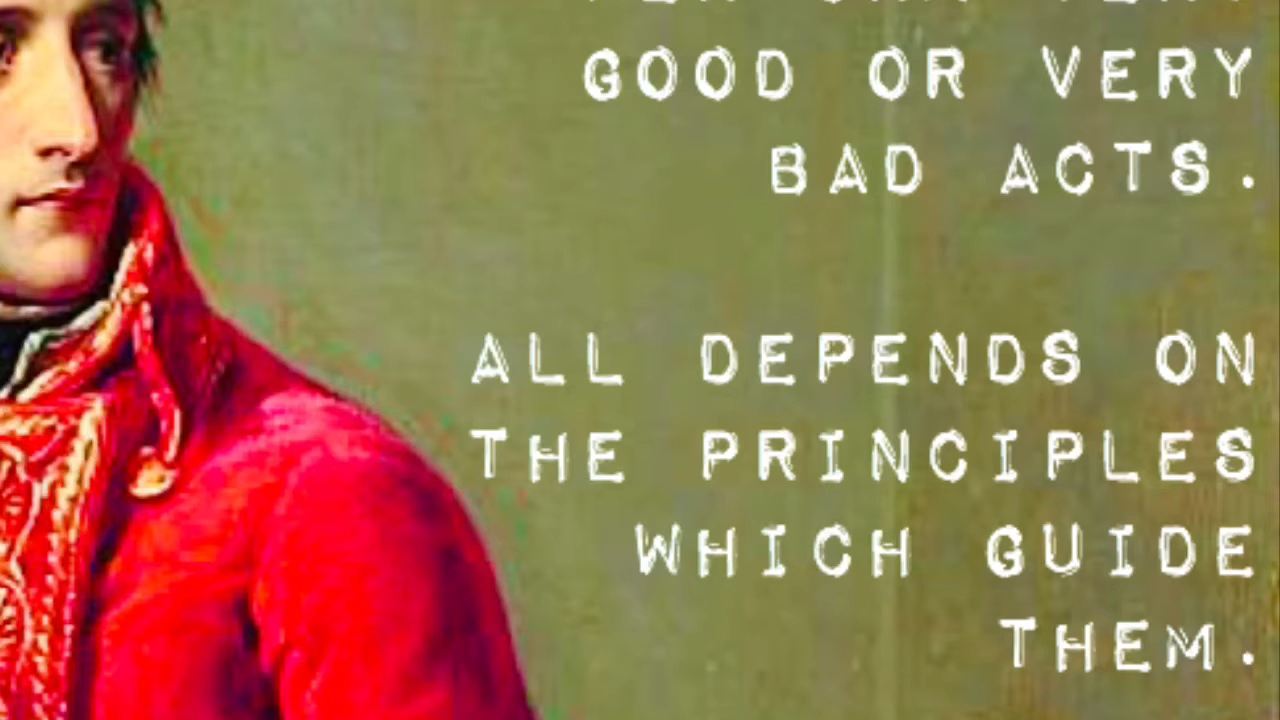 GOOD OR VERY
BAD ACTS.
ALL DEPENDS ON
THE PRINCIPLES
WHICH GUIDE
THEM.